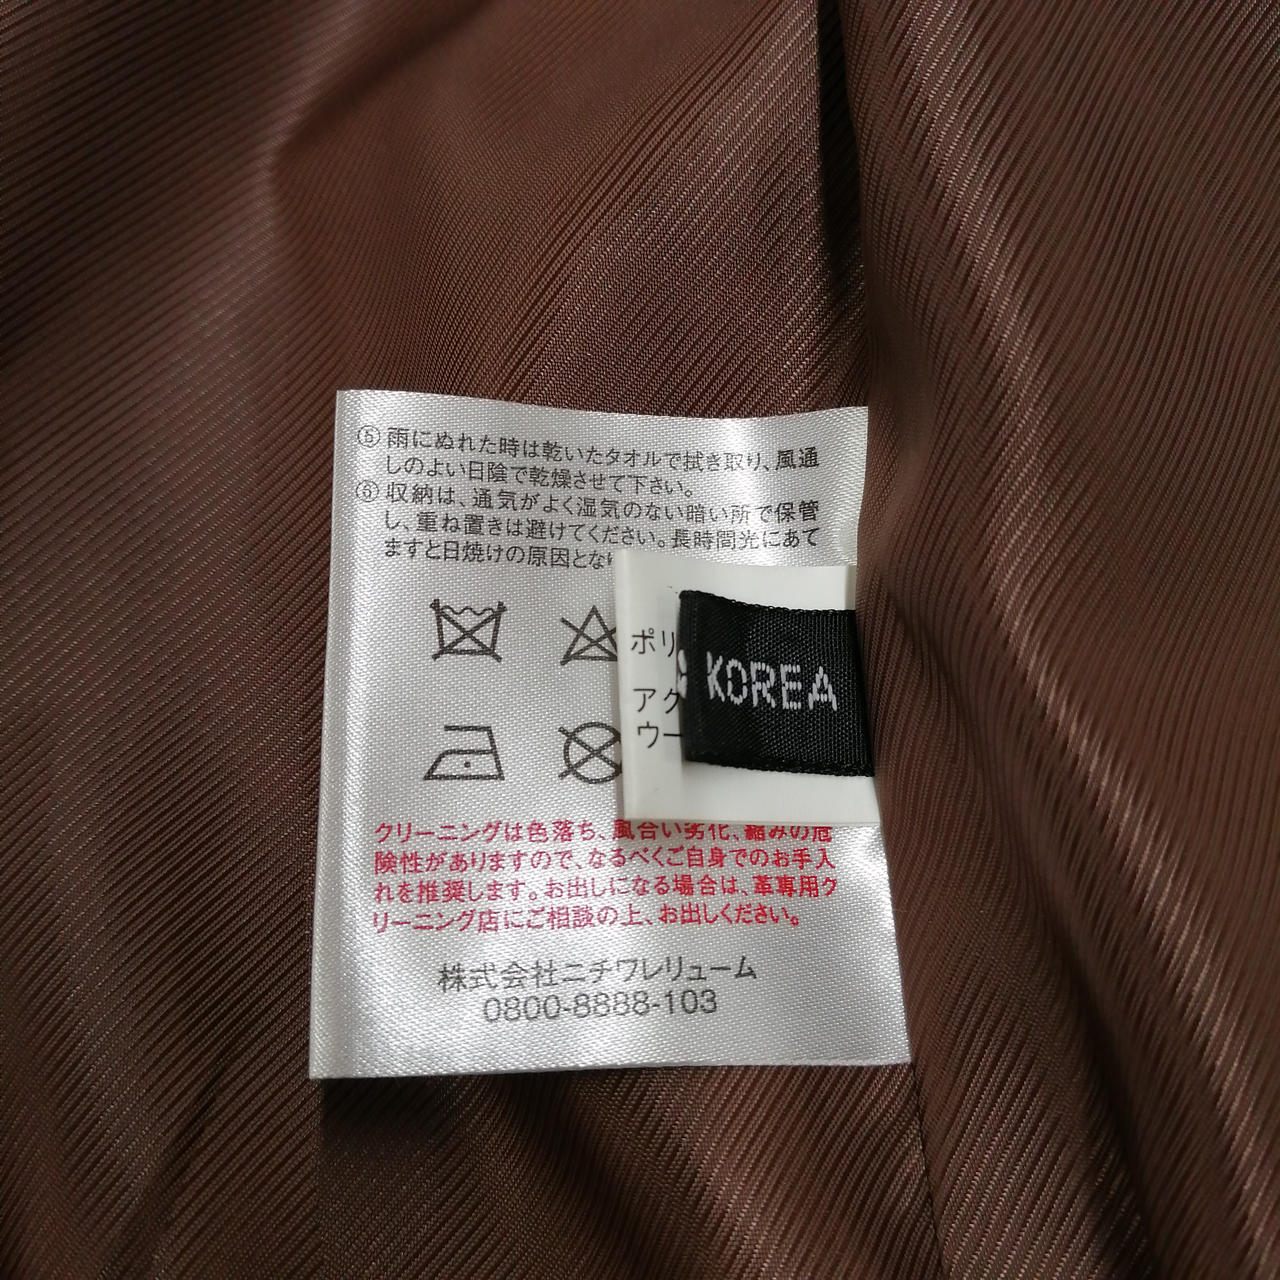 ⑤雨にぬれた時は乾いたタオルで拭き取り、風通
しのよい日陰で乾燥させて下さい。
⑥収納は、通気がよく湿気のない暗い所で保管
し、重ね置きは避けてください。長時間光にあて
ますと日焼けの原因とな
ポリ
アク
ウー
KOREA
クリーニングは色落ち、風合い劣化、縮みの危
険性がありますので、なるべくご自身でのお手入
れを推奨します。お出しになる場合は、革専用ク
リーニング店にご相談の上、お出しください。
株式会社ニチワレリューム
0800-8888-103